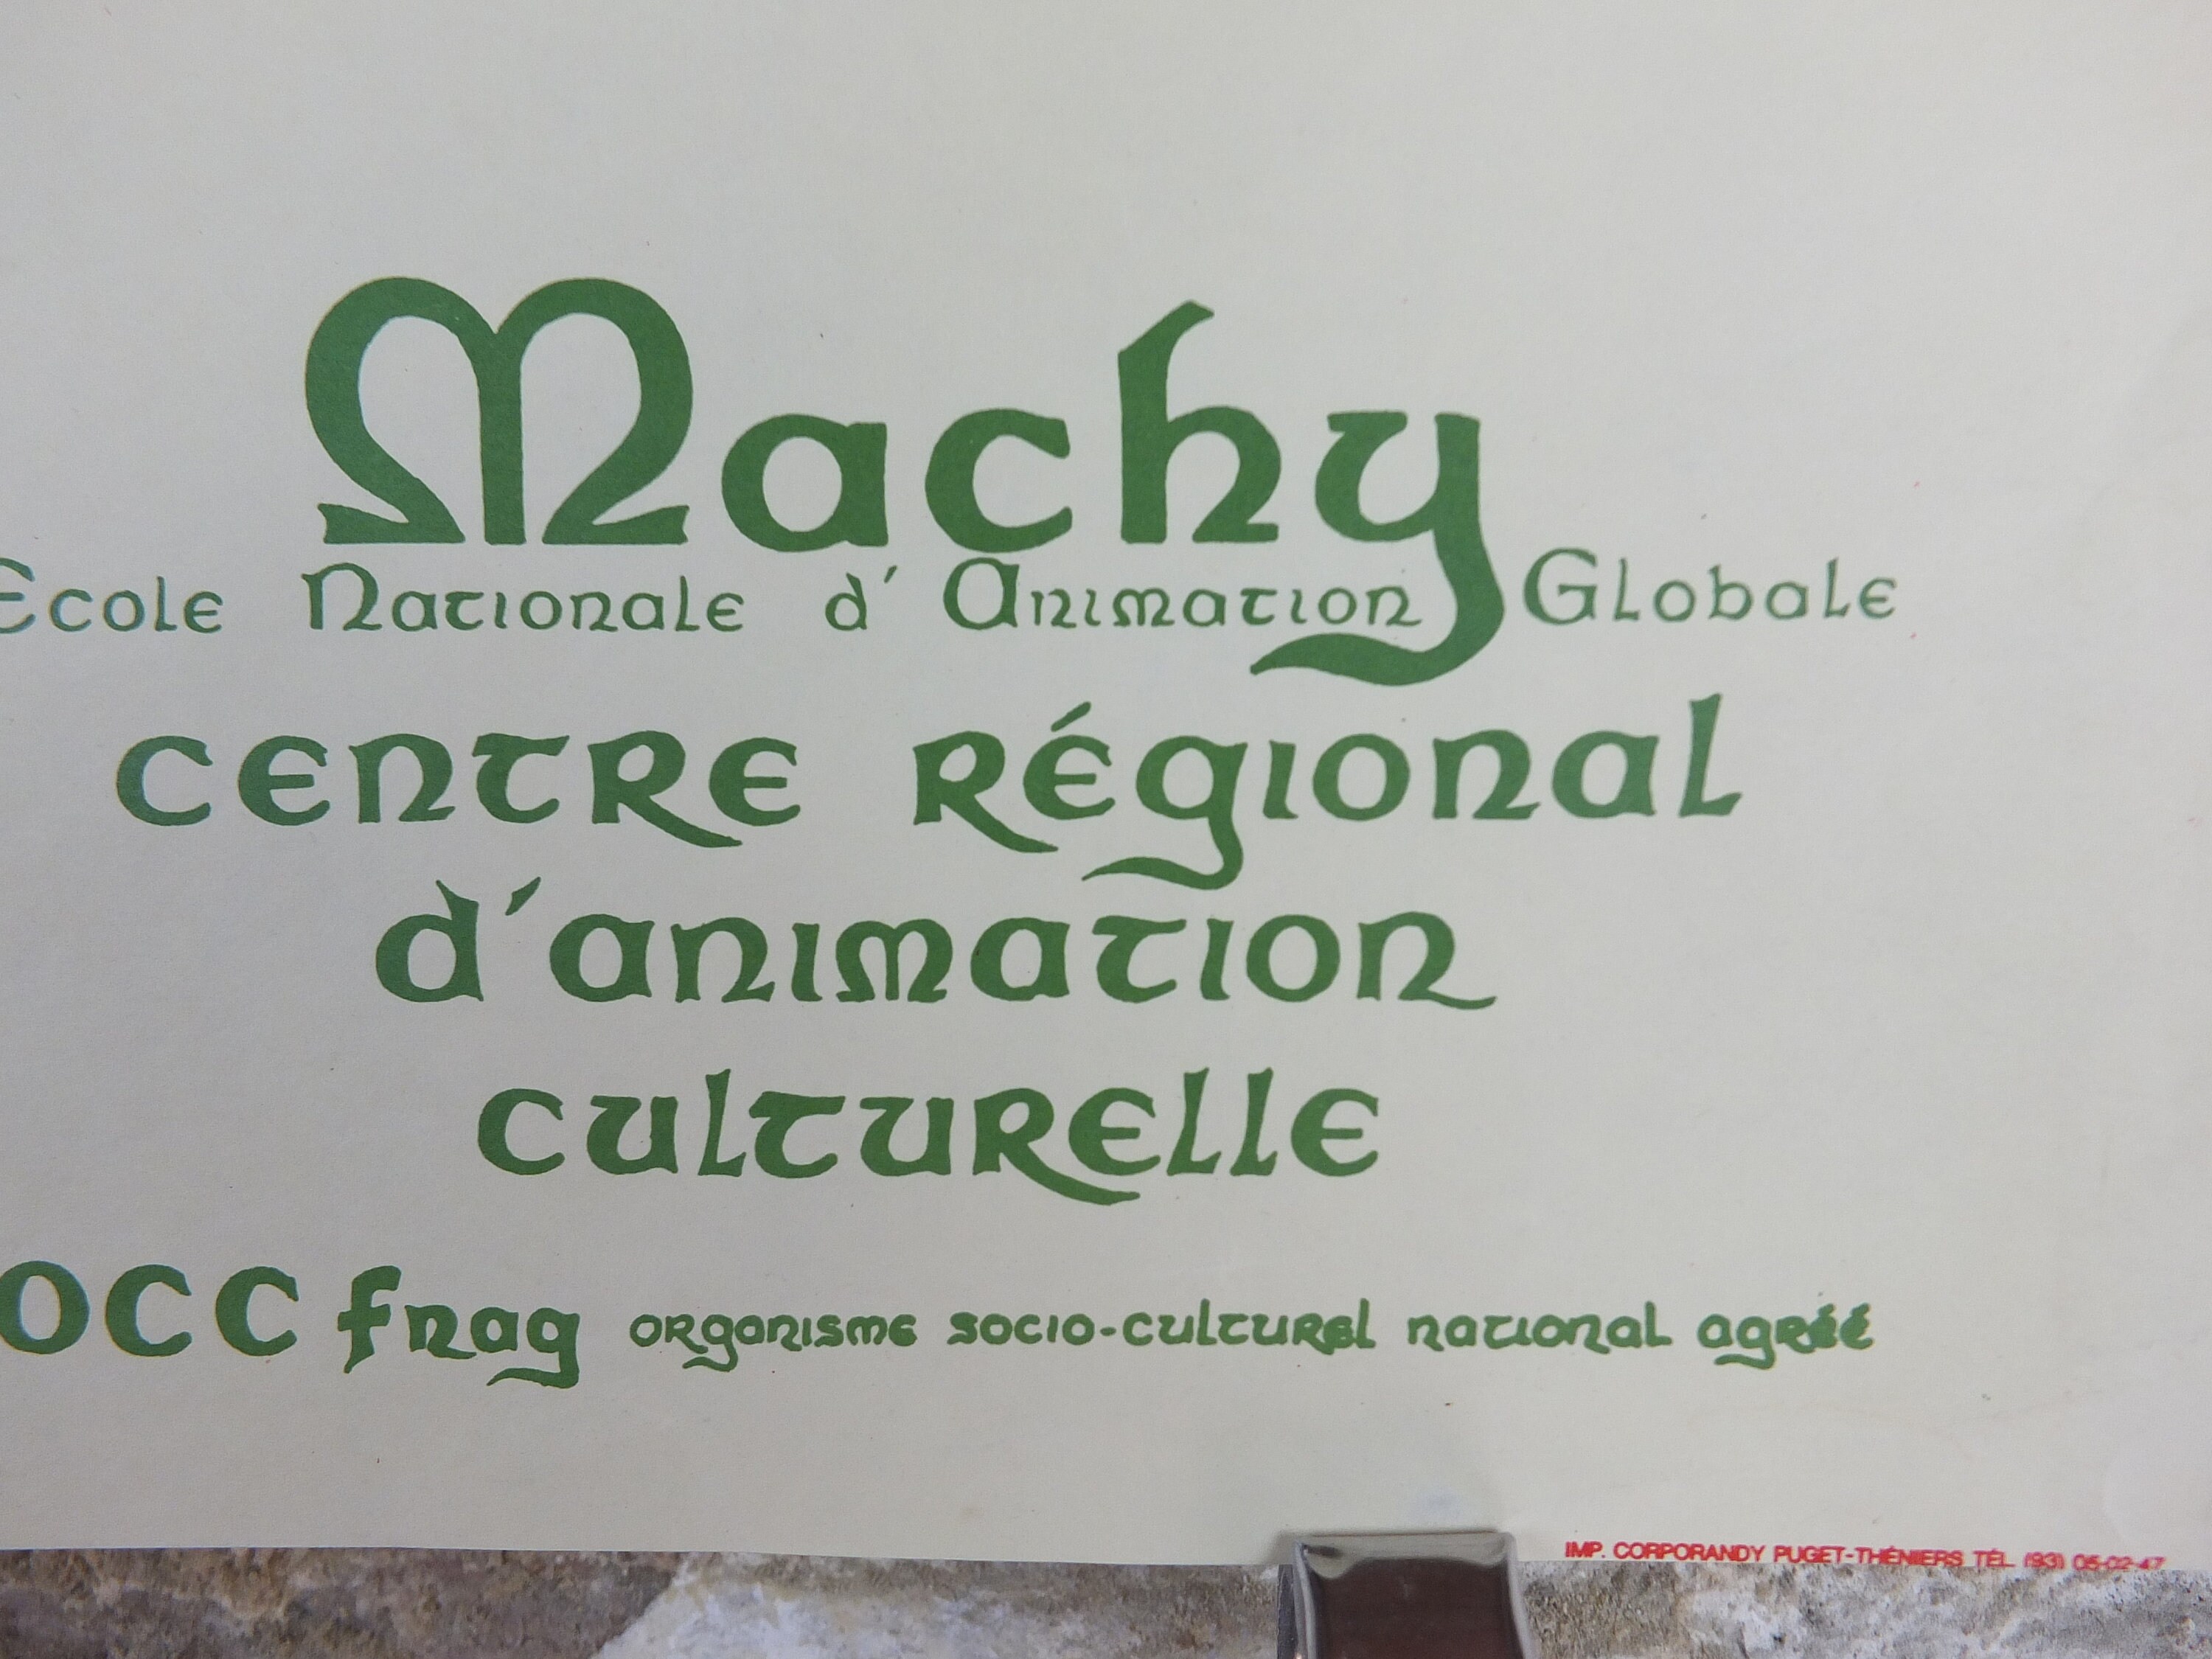 Machy
Ecole Nationale d'Animation Globale
centre régional
d'animation
culturelle
OCC fnag organisme socio-culturel national agréé
IMP. CORPORANDY PUGET-THÉNIERS TÉL. (93) 05-02-47